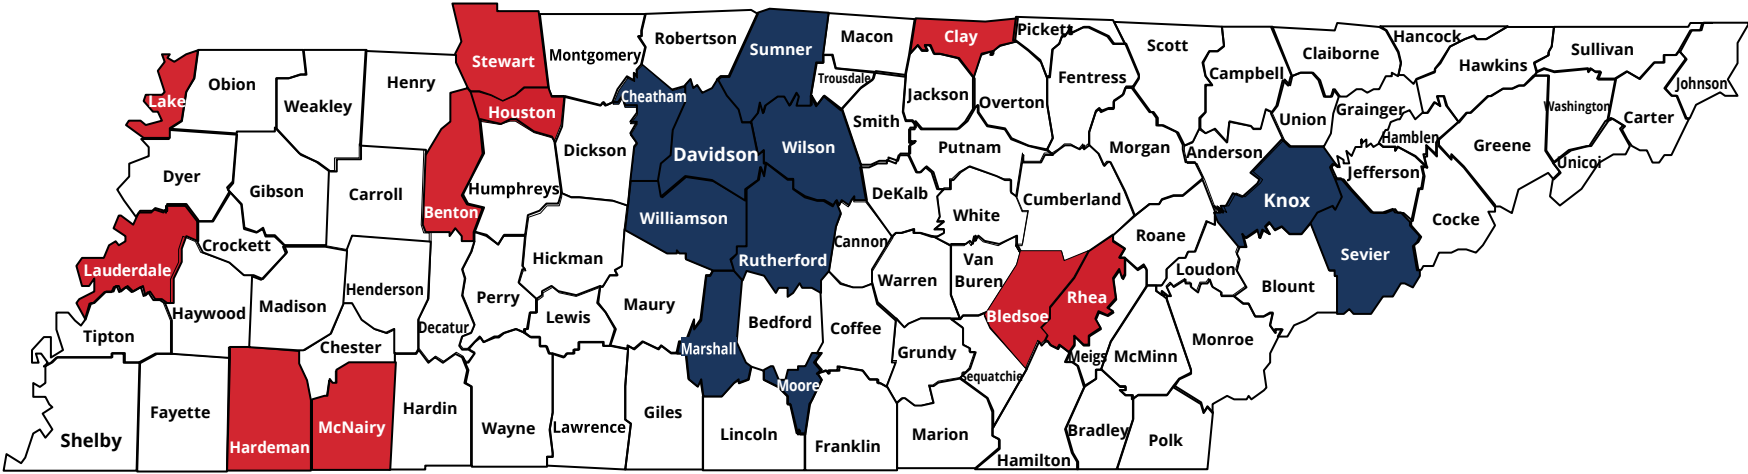 Pickett
Hancock
Macon
Clay
Robertson
Scott
Sumner
Sullivan
Claiborne
Montgomery
Stewart
Hawkins
Henry
Obion
Trousdale
Fentress
Campbell
Johnson
Lake
Weakley
Cheatham
Jackson
Overton
Washington
Grainger
Houston
Smith
Union
Carter
Hamblen
Dickson
Davidson
Wilson
Putnam
Morgan
Anderson
Greene
Unicoi
Dyer
Gibson
Carroll
Humphreys
DeKalb
Jefferson
Benton
Williamson
White
Cumberland
Knox
Cocke
Crockett
Cannon
Roane
Lauderdale
Hickman
Rutherford
Van
Buren
Sevier
Loudon
Henderson
Perry
Warren
Blount
Haywood
Madison
Maury
Rhea
Tipton
Decatur
Lewis
Bedford
Coffee
Bledsoe
Chester
Marshall
Grundy
Meigs
McMinn
Monroe
Sequatchie
Moore
Shelby
Fayette
Hardeman
McNairy
Hardin
Wayne
Lawrence
Giles
Lincoln
Franklin
Marion
Hamilton
Bradley
Polk